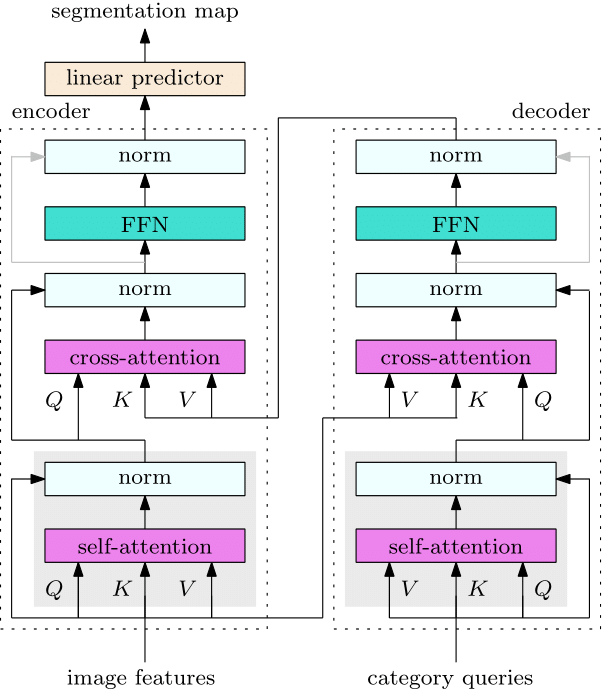 segmentation map
linear predictor
encoder
decoder
norm
norm
FFN
FFN
norm
norm
cross-attention
cross-attention
Q K V
V K Q
norm
norm
self-attention
self-attention
Q K V
V K Q
image features
category queries